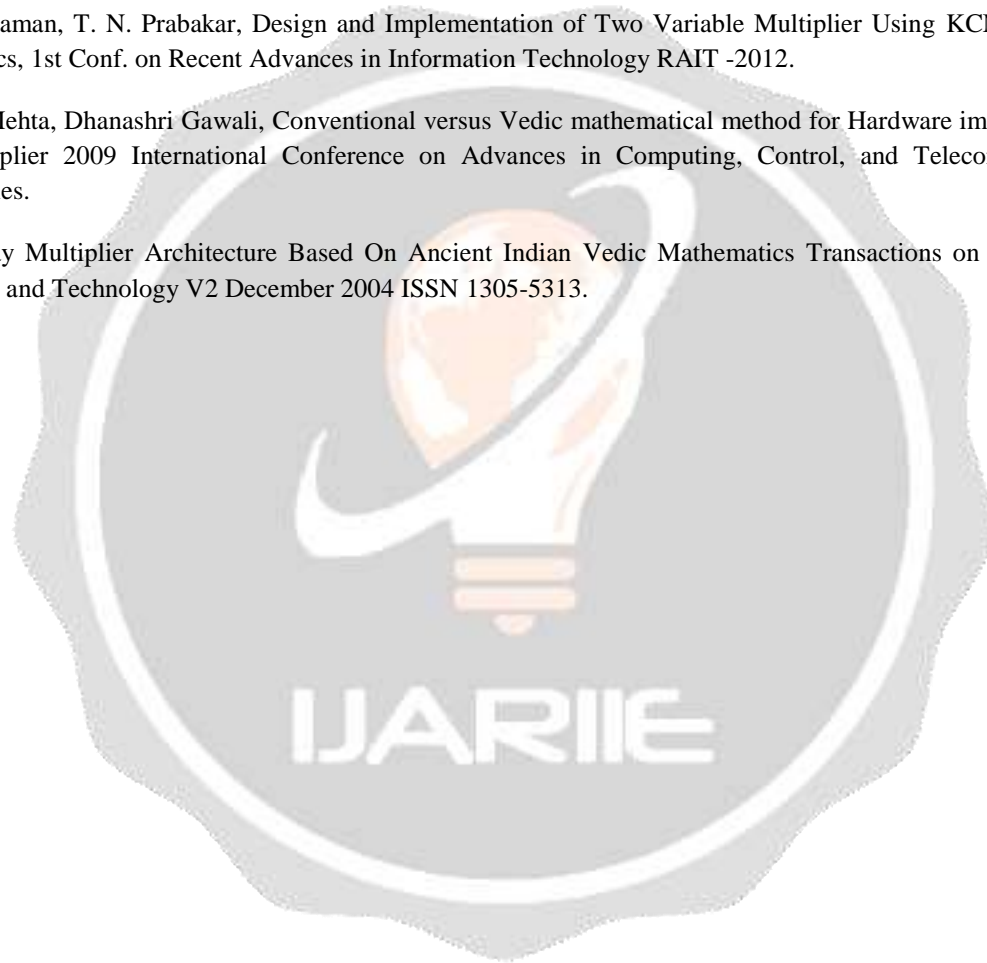 aman, T. N. Prabakar, Design and Implementation of Two Variable Multiplier Using KCM
cs, 1st Conf. on Recent Advances in Information Technology RAIT -2012.
Mehta, Dhanashri Gawali, Conventional versus Vedic mathematical method for Hardware im
plier 2009 International Conference on Advances in Computing, Control, and Teleco
es.
y Multiplier Architecture Based On Ancient Indian Vedic Mathematics Transactions on
and Technology V2 December 2004 ISSN 1305-5313.
IJARIIE